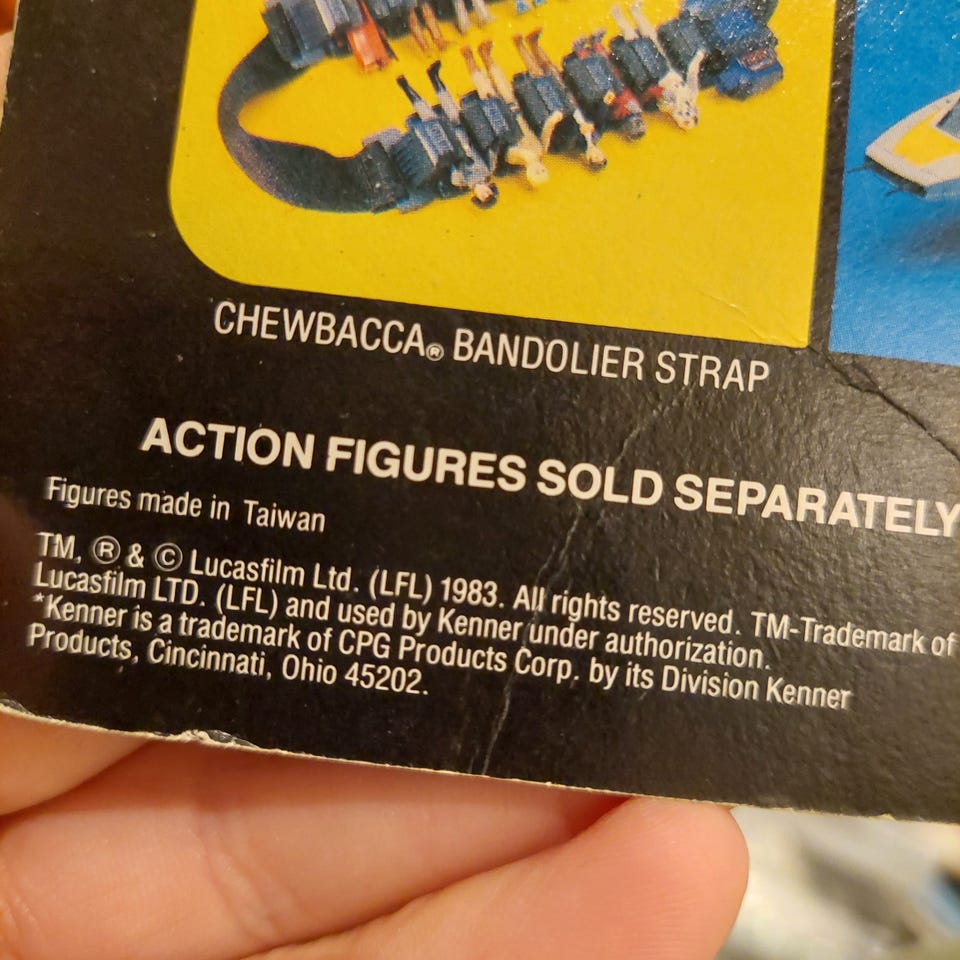 CHEWBACCA® BANDOLIER STRAP
ACTION FIGURES SOLD SEPARATELY
Figures made in Taiwan
TM, ® & © Lucasfilm Ltd. (LFL) 1983. All rights reserved. TM-Trademark of
Lucasfilm LTD. (LFL) and used by Kenner under authorization.
*Kenner is a trademark of CPG Products Corp. by its Division Kenner
Products, Cincinnati, Ohio 45202.